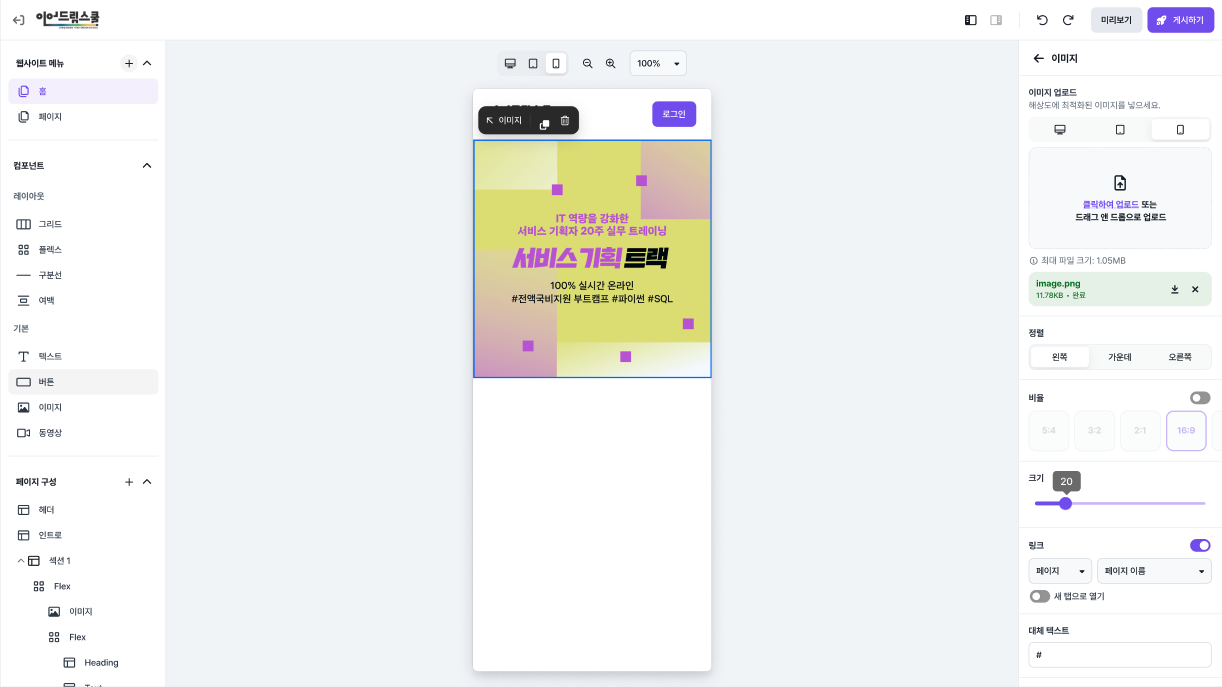 이어드림스쿨
미리보기
게시하기
웹사이트 메뉴
홈
페이지
컴포넌트
레이아웃
그리드
플렉스
구분선
여백
기본
텍스트
버튼
이미지
동영상
페이지 구성
헤더
인트로
섹션 1
Flex
이미지
Flex
Heading
100%
이미지
로그인
IT 역량을 강화한
서비스 기획자 20주 실무 트레이닝
서비스 기획 트랙
100% 실시간 온라인
#전액국비지원 부트캠프 #파이썬 #SQL
이미지
이미지 업로드
해상도에 최적화된 이미지를 넣으세요.
클릭하여 업로드 또는
드래그 앤 드롭으로 업로드
최대 파일 크기: 1.05MB
image.png
11.78KB • 완료
정렬
왼쪽 가운데 오른쪽
비율
5:4 3:2 2:1 16:9
크기
20
링크
페이지 페이지 이름
새 탭으로 열기
대체 텍스트
#